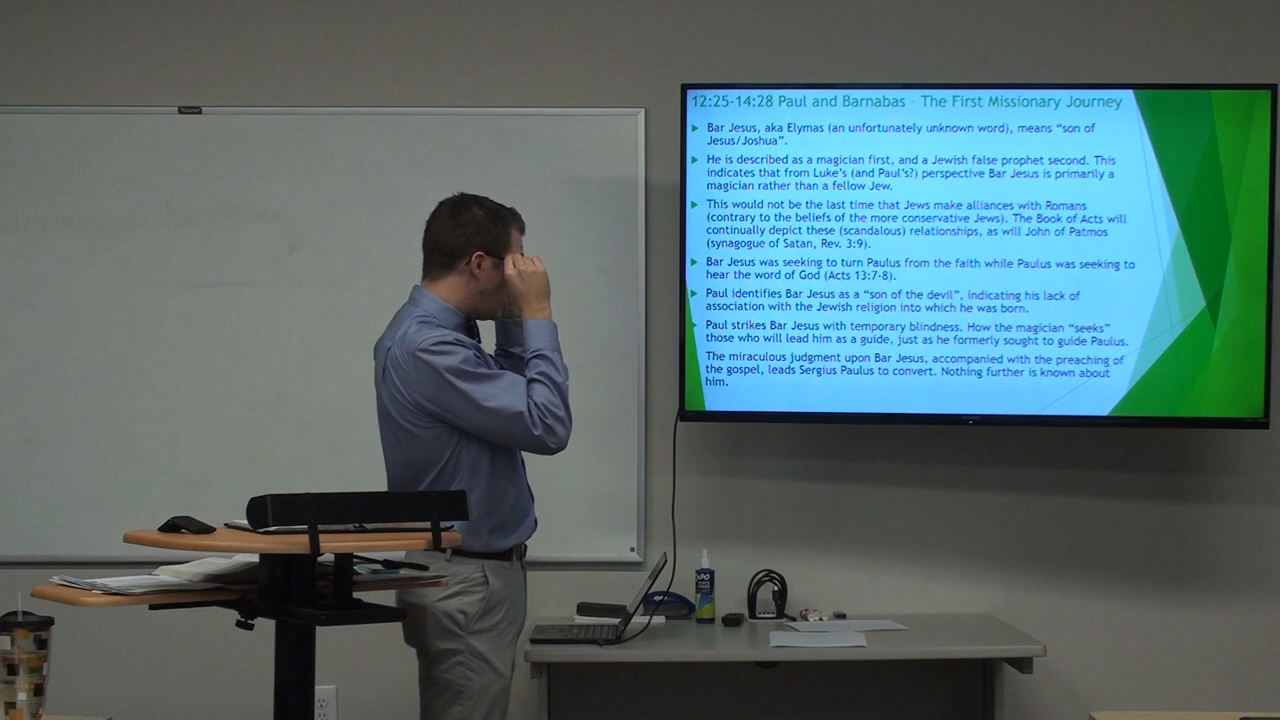 12:25-14:28 Paul and Barnabas – The First Missionary Journey
Bar Jesus, aka Elymas (an unfortunately unknown word), means “son of
Jesus/Joshua”.
He is described as a magician first, and a Jewish false prophet second. This
indicates that from Luke’s (and Paul’s?) perspective Bar Jesus is primarily a
magician rather than a fellow Jew.
This would not be the last time that Jews make alliances with Romans
(contrary to the beliefs of the more conservative Jews). The Book of Acts will
continually depict these (scandalous) relationships, as will John of Patmos
(synagogue of Satan, Rev. 3:9).
Bar Jesus was seeking to turn Paulus from the faith while Paulus was seeking to
hear the word of God (Acts 13:7-8).
Paul identifies Bar Jesus as a “son of the devil”, indicating his lack of
association with the Jewish religion into which he was born.
Paul strikes Bar Jesus with temporary blindness. How the magician “seeks”
those who will lead him as a guide, just as he formerly sought to guide Paulus.
The miraculous judgment upon Bar Jesus, accompanied with the preaching of
the gospel, leads Sergius Paulus to convert. Nothing further is known about
him.